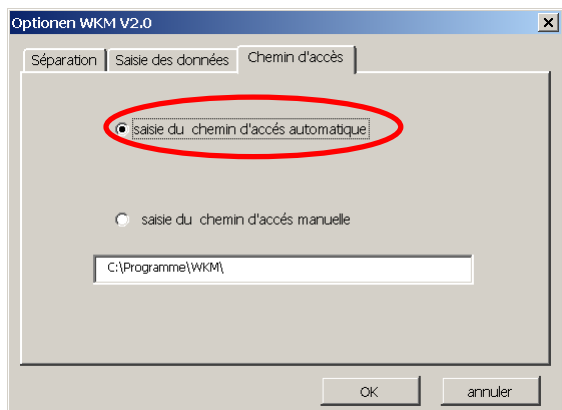 Optionen WKM V2.0
Séparation Saisie des données Chemin d'accès
saisie du chemin d'accés automatique
saisie du chemin d'accés manuelle
C:\Programme\WKM\
OK annuler